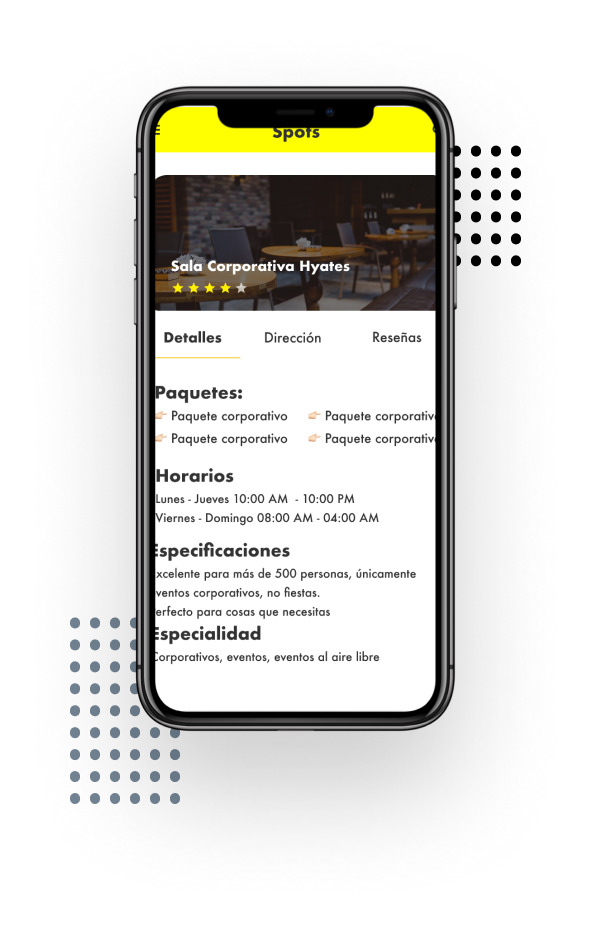 Spots
Sala Corporativa Hyates
Detalles Dirección Reseñas
Paquetes:
Paquete corporativo Paquete corporativo
Paquete corporativo Paquete corporativo
Horarios
Lunes - Jueves 10:00 AM - 10:00 PM
Viernes - Domingo 08:00 AM - 04:00 AM
Especificaciones
xcelente para más de 500 personas, únicamente
ventos corporativos, no fiestas.
erfecto para cosas que necesitas
Especialidad
Corporativos, eventos, eventos al aire libre